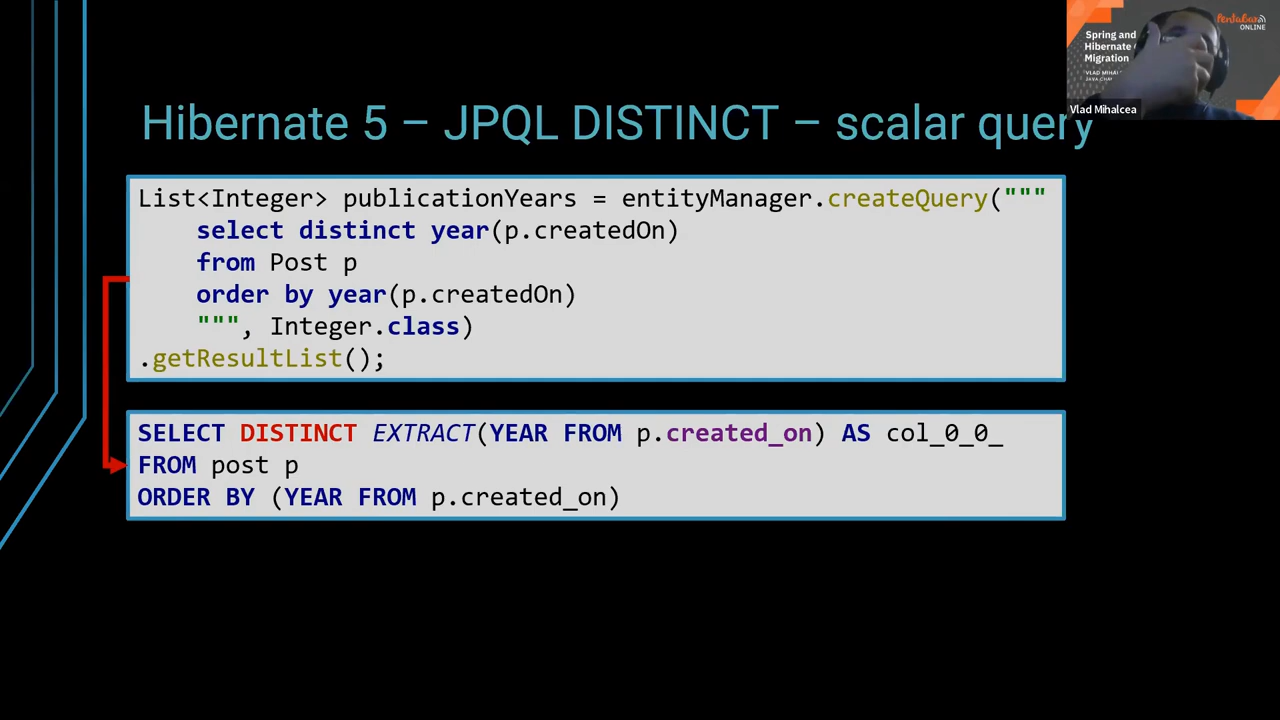 Hibernate 5 – JPQL DISTINCT – scalar query
List<Integer> publicationYears = entityManager.createQuery("""
select distinct year(p.createdOn)
from Post p
order by year(p.createdOn)
""", Integer.class)
.getResultList();
SELECT DISTINCT EXTRACT(YEAR FROM p.created_on) AS col_0_0_
FROM post p
ORDER BY (YEAR FROM p.created_on)
PentaBAR
ONLINE
Spring and
Hibernate
Migration
VLAD
Vlad Mihalcea